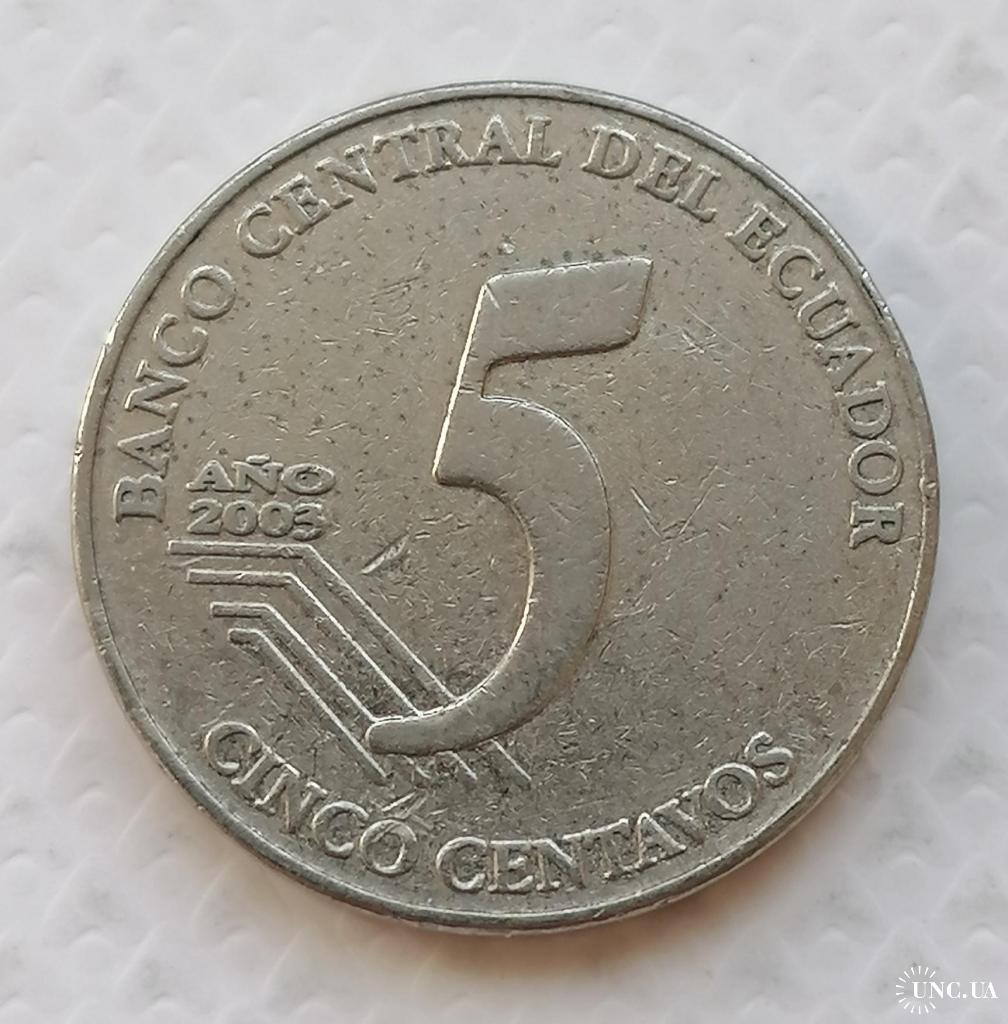 BANCO CENTRAL DEL ECUADOR
AÑO
2003
5
CINCO CENTAVOS
UNC.UA